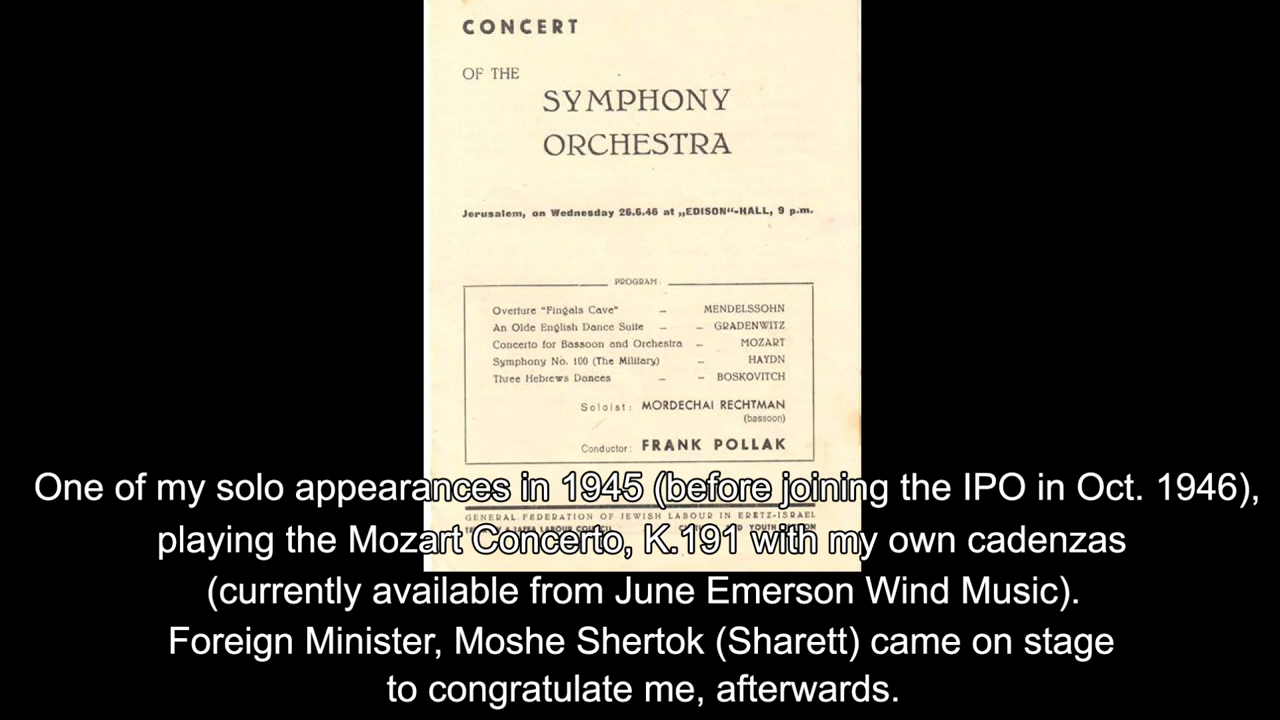 CONCERT
OF THE
SYMPHONY
ORCHESTRA
Jerusalem, on Wednesday 26.6.46 at „EDISON“-HALL, 9 p.m.
PROGRAM:
Overture "Fingals Cave" – MENDELSSOHN
An Olde English Dance Suite – – GRADENWITZ
Concerto for Bassoon and Orchestra – MOZART
Symphony No. 100 (The Military) – HAYDN
Three Hebrews Dances – – BOSKOVITCH
Soloist: MORDECHAI RECHTMAN
(bassoon)
Conductor: FRANK POLLAK
One of my solo appearances in 1945 (before joining the IPO in Oct. 1946),
GENERAL FEDERATION OF JEWISH LABOUR IN ERETZ-ISRAEL
playing the Mozart Concerto, K.191 with my own cadenzas
(currently available from June Emerson Wind Music).
Foreign Minister, Moshe Shertok (Sharett) came on stage
to congratulate me, afterwards.